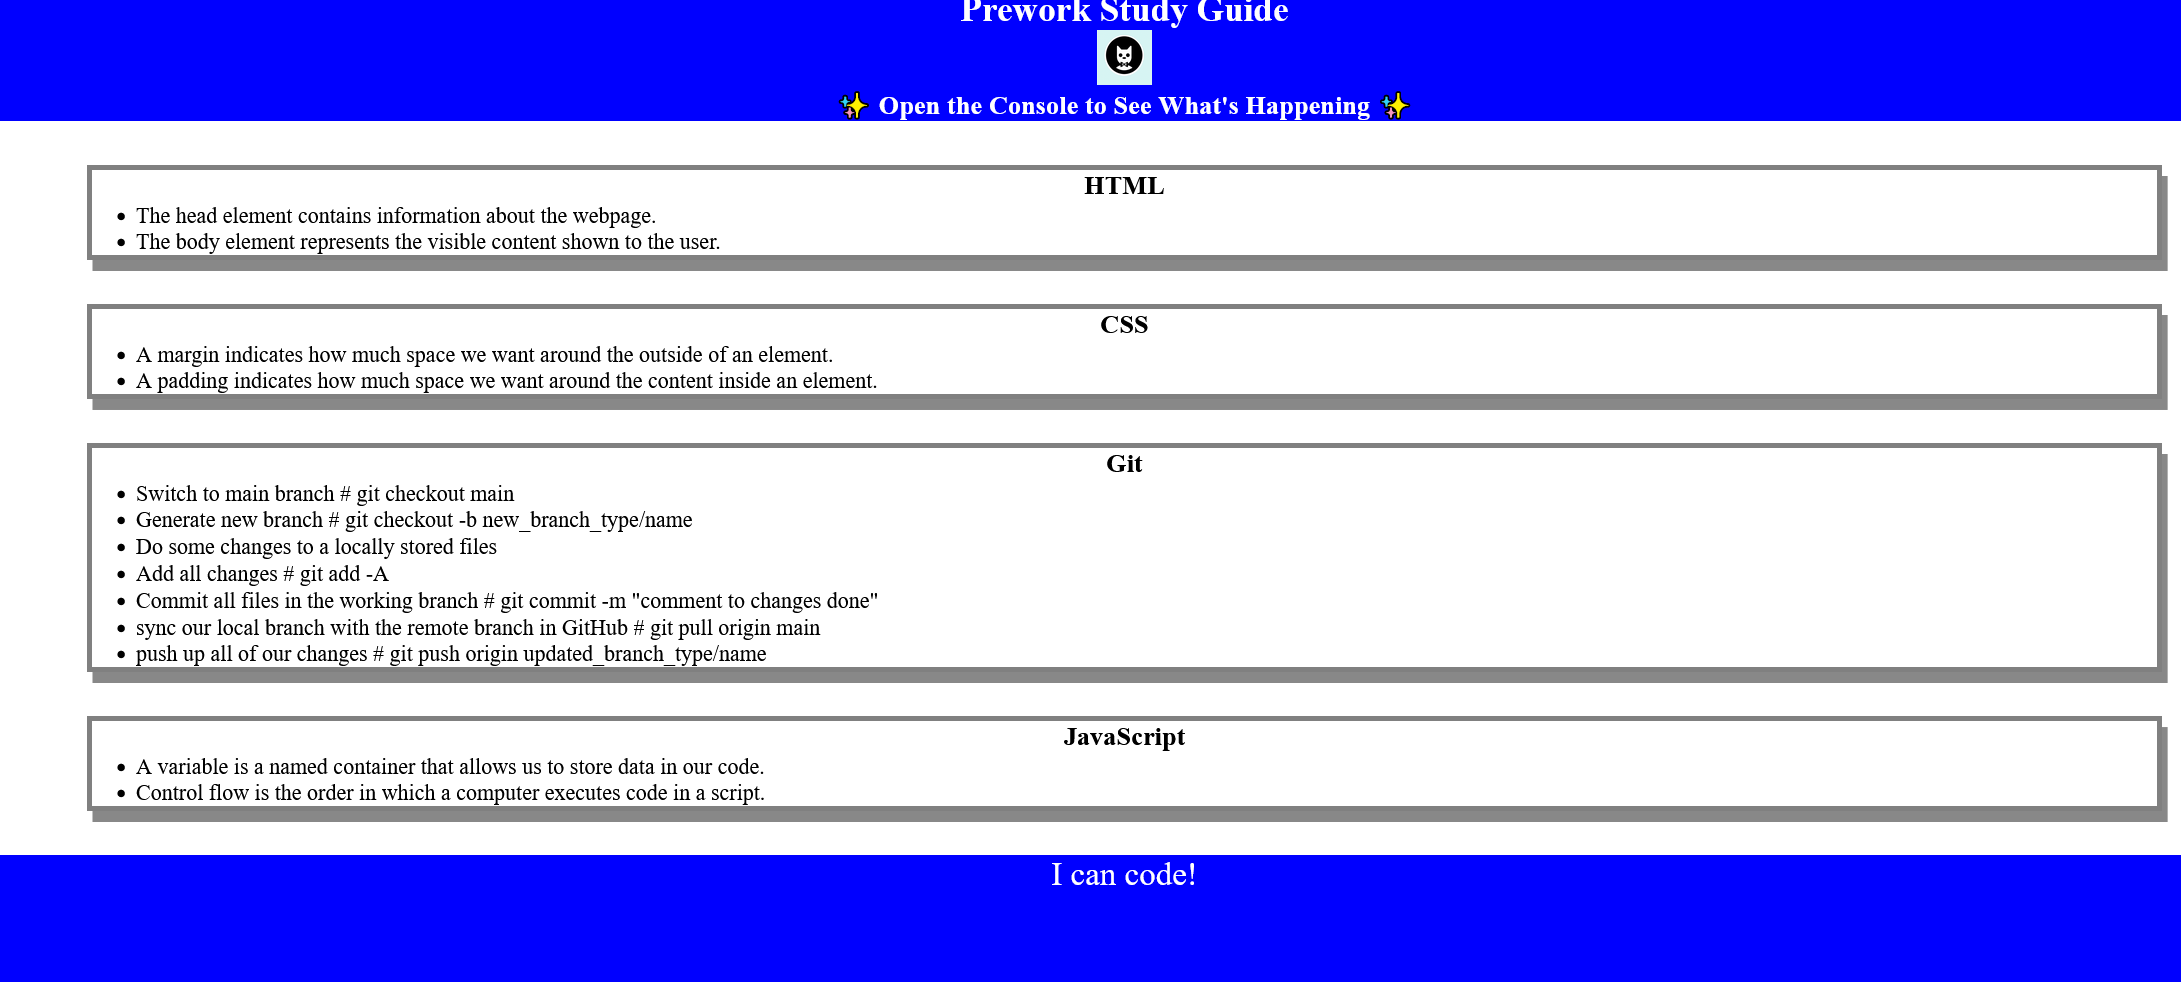 Prework Study Guide
✨ Open the Console to See What's Happening ✨
HTML
• The head element contains information about the webpage.
• The body element represents the visible content shown to the user.
CSS
• A margin indicates how much space we want around the outside of an element.
• A padding indicates how much space we want around the content inside an element.
Git
• Switch to main branch # git checkout main
• Generate new branch # git checkout -b new_branch_type/name
• Do some changes to a locally stored files
• Add all changes # git add -A
• Commit all files in the working branch # git commit -m "comment to changes done"
• sync our local branch with the remote branch in GitHub # git pull origin main
• push up all of our changes # git push origin updated_branch_type/name
JavaScript
• A variable is a named container that allows us to store data in our code.
• Control flow is the order in which a computer executes code in a script.
I can code!